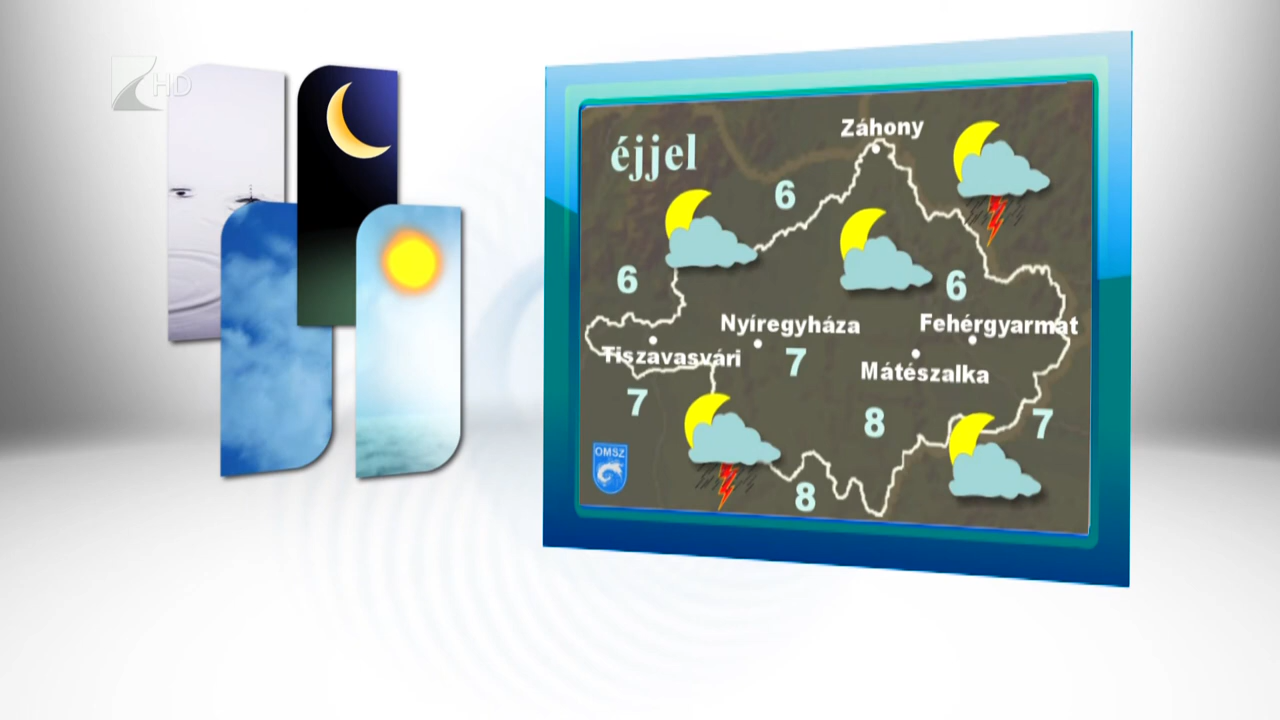 HD
éjjel
Záhony
6
6
6
Nyíregyháza
Fehérgyarmat
Tiszavasvári
7
Mátészalka
7
8
7
OMSZ
8